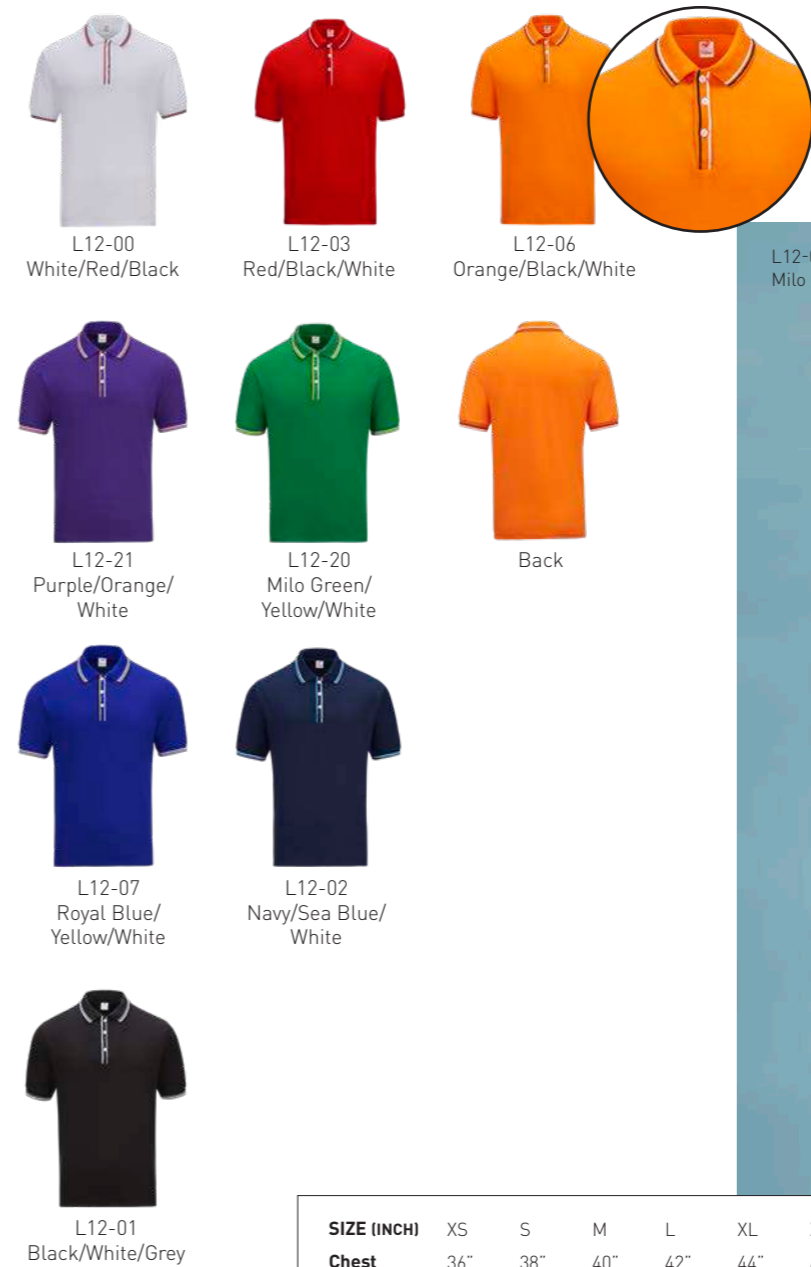 L12-00
White/Red/Black
L12-03
Red/Black/White
L12-06
Orange/Black/White
Milo
L12-21
Purple/Orange/
White
L12-20
Milo Green/
Yellow/White
Back
L12-07
Royal Blue/
Yellow/White
L12-02
Navy/Sea Blue/
White
L12-01
Black/White/Grey
SIZE (INCH) XS S M L XL
Chest 36" 38" 40" 42" 44"